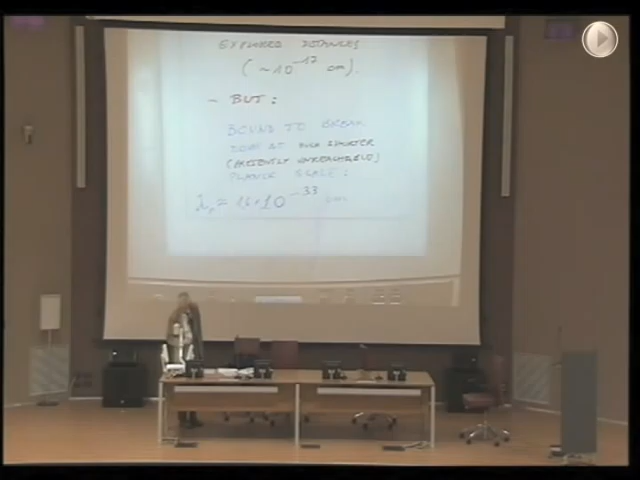 EXPLORED DISTANCES
( ~10⁻¹⁷ cm).
- BUT:
BOUND TO BREAK
DOWN AT MUCH SHORTER
(PRESENTLY UNREACHABLE)
PLANCK SCALE:
= 1.6 × 10⁻³³ cm